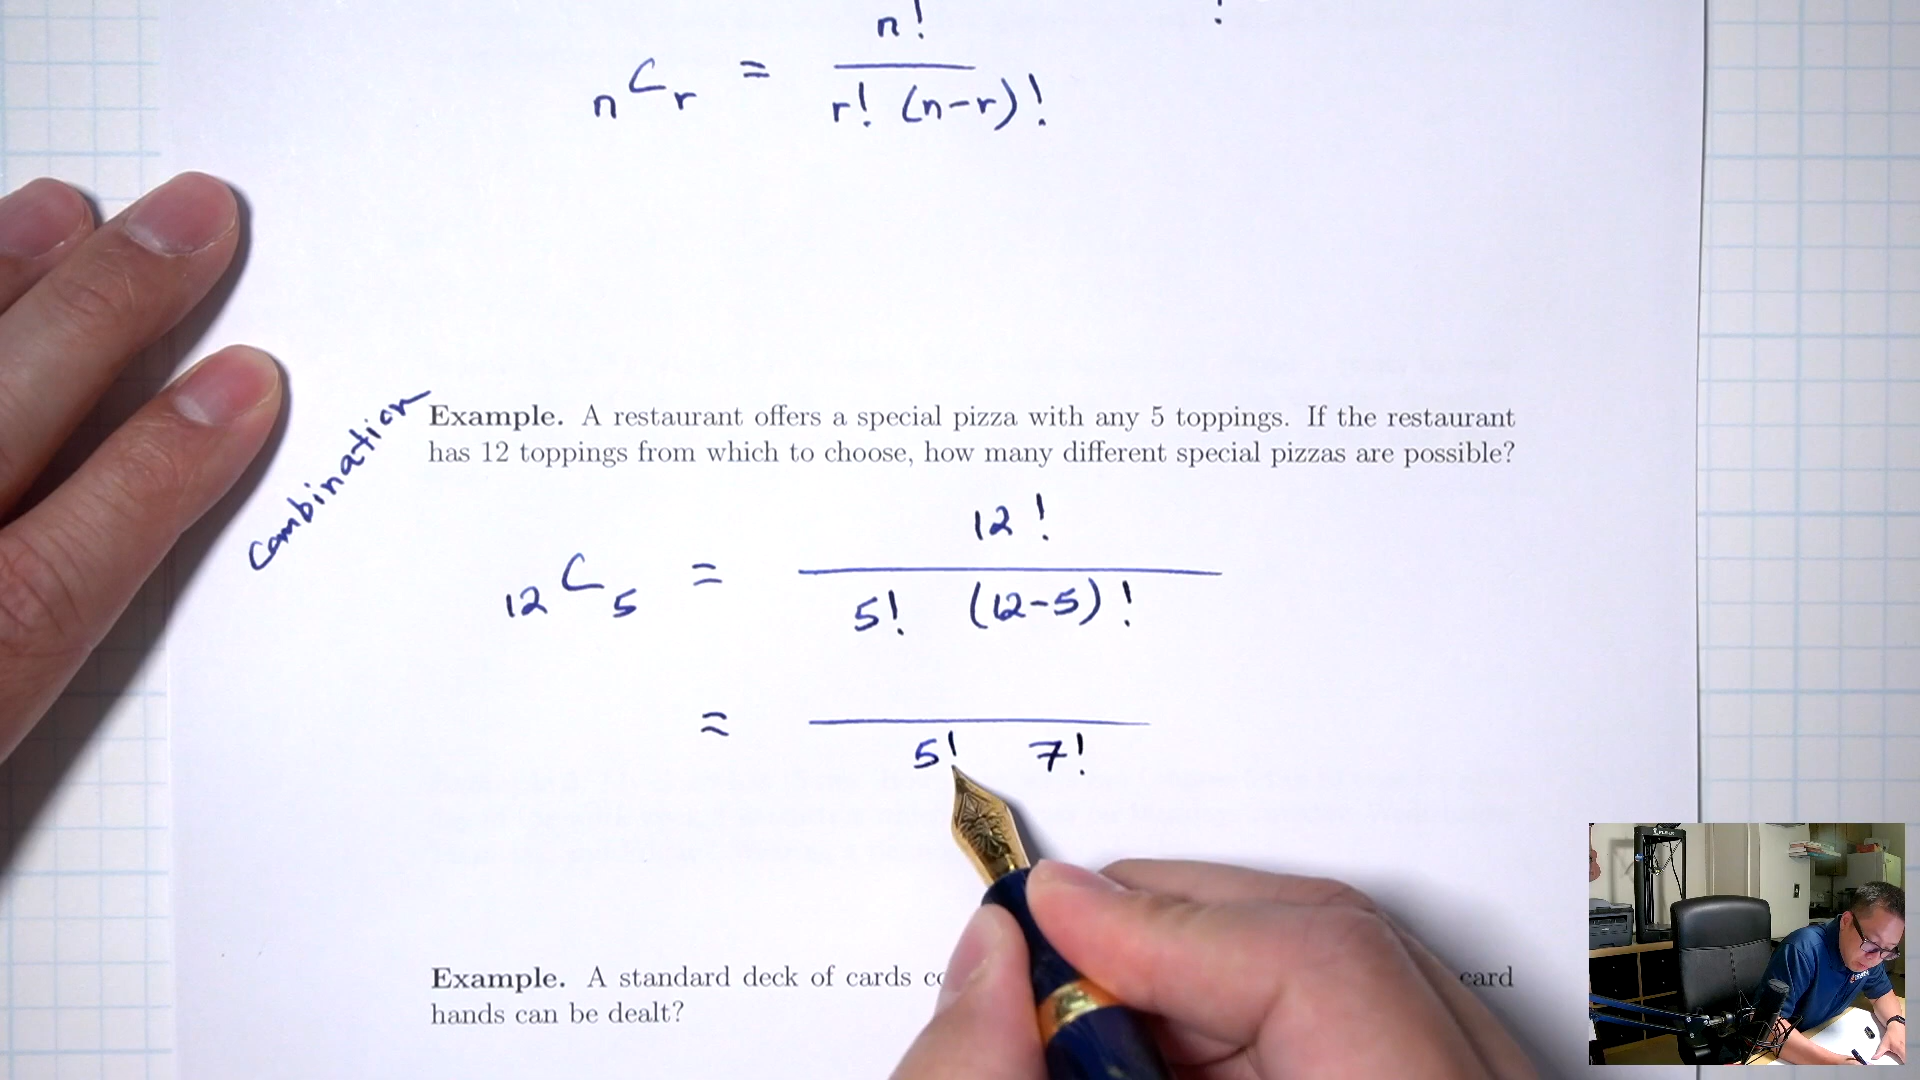 nCr = n! / r! (n-r)!
combination
Example. A restaurant offers a special pizza with any 5 toppings. If the restaurant
has 12 toppings from which to choose, how many different special pizzas are possible?
12C5 = 12! / 5! (12-5)!
= / 5! 7!
Example. A standard deck of cards card
hands can be dealt?